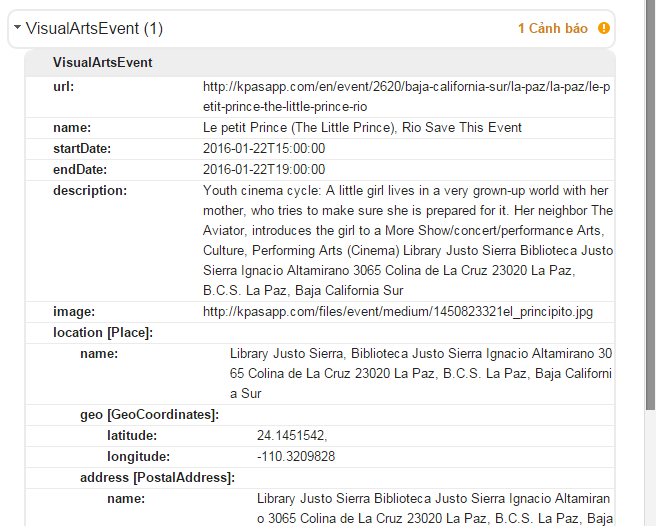 VisualArtsEvent (1)
1 Cảnh báo
VisualArtsEvent
url: http://kpasapp.com/en/event/2620/baja-california-sur/la-paz/la-paz/le-p
etit-prince-the-little-prince-rio
name: Le petit Prince (The Little Prince), Rio Save This Event
startDate: 2016-01-22T15:00:00
endDate: 2016-01-22T19:00:00
description: Youth cinema cycle: A little girl lives in a very grown-up world with her
mother, who tries to make sure she is prepared for it. Her neighbor The
Aviator, introduces the girl to a More Show/concert/performance Arts,
Culture, Performing Arts (Cinema) Library Justo Sierra Biblioteca Justo
Sierra Ignacio Altamirano 3065 Colina de La Cruz 23020 La Paz,
B.C.S. La Paz, Baja California Sur
image: http://kpasapp.com/files/event/medium/1450823321el_principito.jpg
location [Place]:
name: Library Justo Sierra, Biblioteca Justo Sierra Ignacio Altamirano 30
65 Colina de La Cruz 23020 La Paz, B.C.S. La Paz, Baja Californi
a Sur
geo [GeoCoordinates]:
latitude: 24.1451542,
longitude: -110.3209828
address [PostalAddress]:
name: Library Justo Sierra Biblioteca Justo Sierra Ignacio Altamiran
o 3065 Colina de La Cruz 23020 La Paz, B.C.S. La Paz, Baja